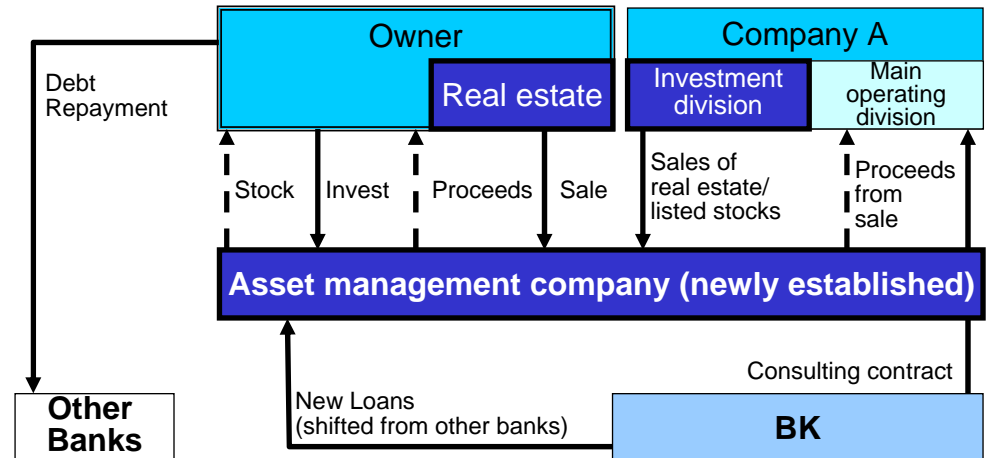 Owner
Company A
Debt
Repayment
Real estate
Investment
division
Main
operating
division
Stock
Invest
Proceeds
Sale
Sales of
real estate/
listed stocks
Proceeds
from
sale
Asset management company (newly established)
Consulting contract
Other
Banks
New Loans
(shifted from other banks)
BK